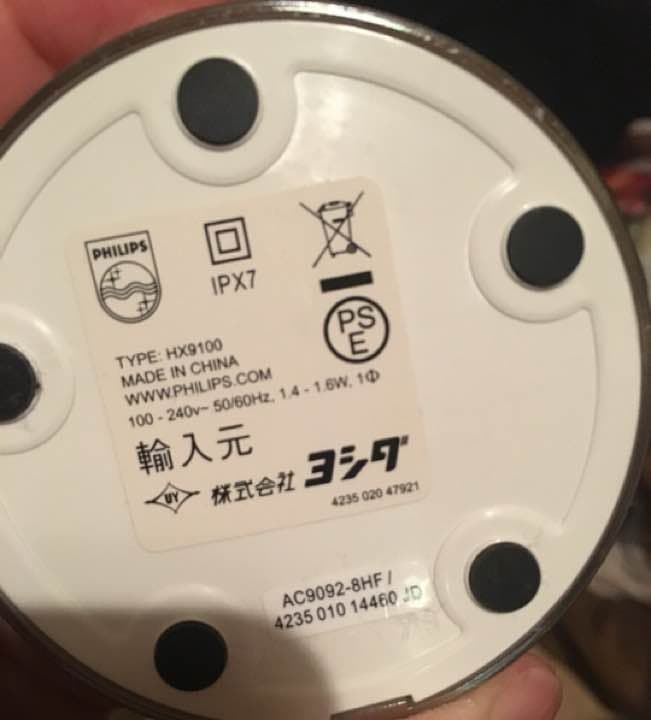 PHILIPS
IPX7
PS
E
TYPE: HX9100
MADE IN CHINA
WWW.PHILIPS.COM
100 - 240v~ 50/60Hz, 1.4 - 1.6W, 1Φ
輸入元
UY 株式会社 ヨシダ
4235 020 47921
AC9092-8HF /
4235 010 14460 JD